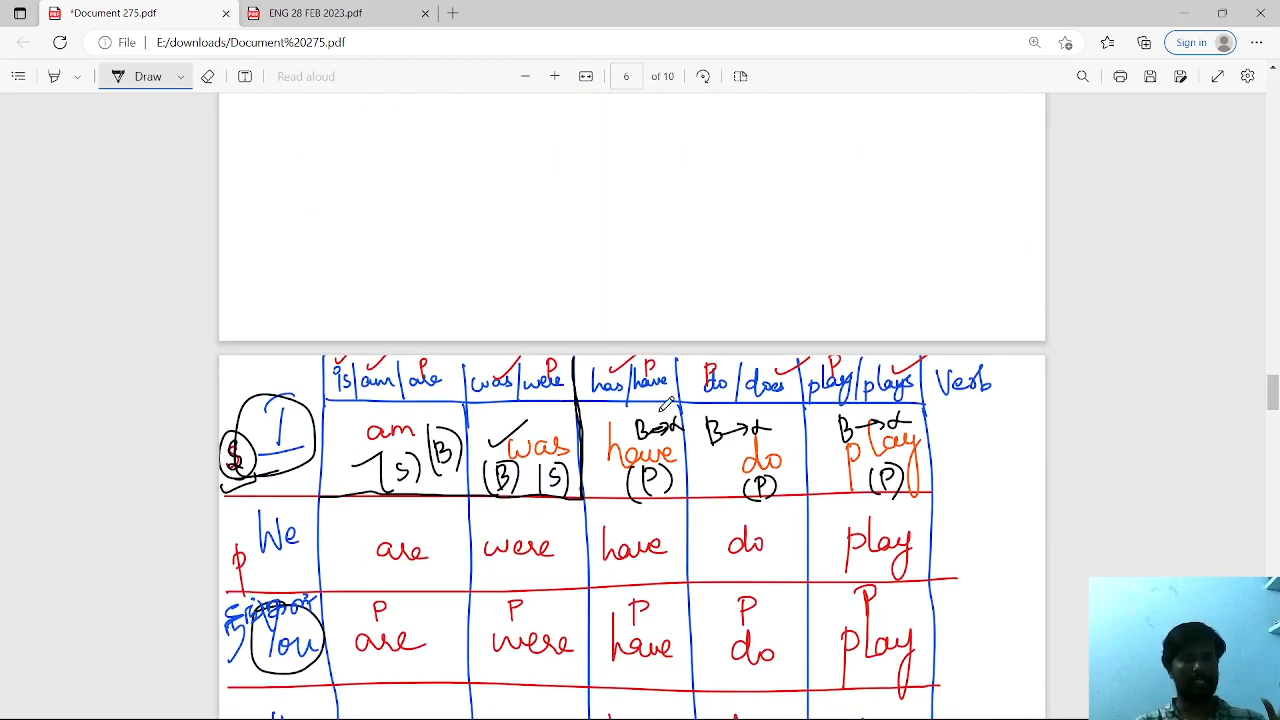 *Document 275.pdf
ENG 28 FEB 2023.pdf
File E:/downloads/Document%20275.pdf
Sign in
Draw
Read aloud
6 of 10
is/am/are was/were has/have do/does play/plays Verb
P P P P P
S I am (S) (B) was (B) (S) B→α have (P) B→α do (P) B→α play (P)
P We are were have do play
P P P P P
You are were have do play